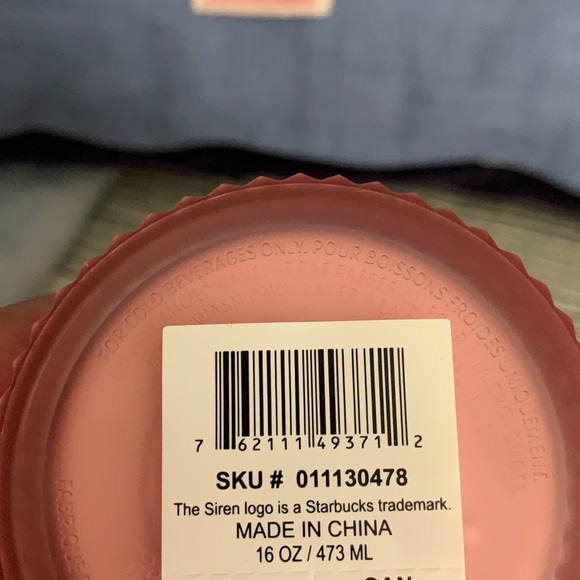 FOR COLD BEVERAGES ONLY. POUR BOISSONS FROIDES UNIQUEMENT.
7 62111 49371 2
SKU # 011130478
The Siren logo is a Starbucks trademark.
MADE IN CHINA
16 OZ / 473 ML
CAN